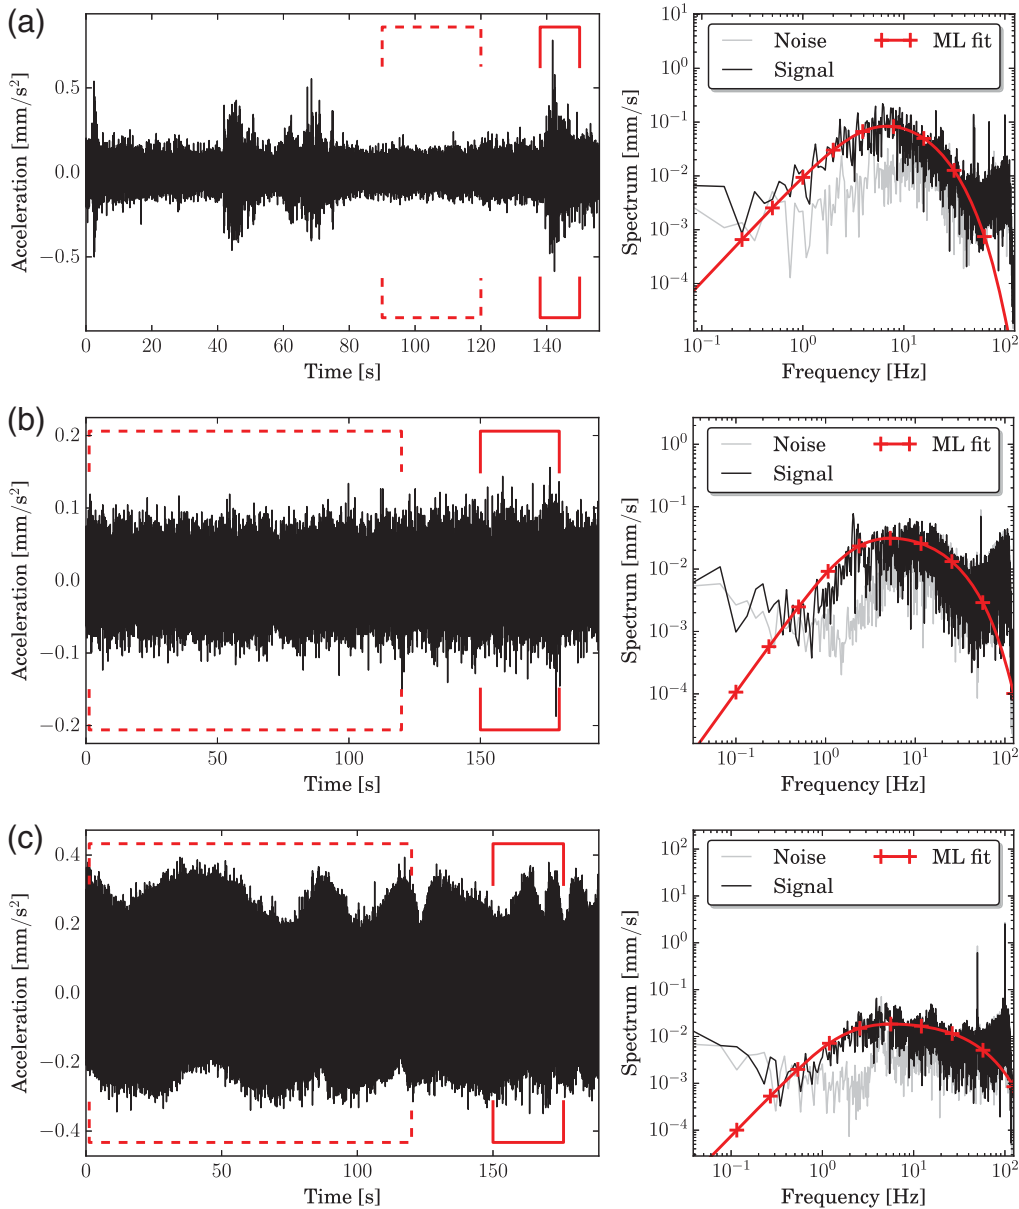 (a)
Acceleration [mm/s²]
0.5
0.0
−0.5
0 20 40 60 80 100 120 140
Time [s]
Spectrum [mm/s]
10¹
10⁰
10⁻¹
10⁻²
10⁻³
10⁻⁴
Noise ML fit
Signal
10⁻¹ 10⁰ 10¹ 10²
Frequency [Hz]
(b)
Acceleration [mm/s²]
0.2
0.1
0.0
−0.1
−0.2
0 50 100 150
Time [s]
Spectrum [mm/s]
10⁰
10⁻¹
10⁻²
10⁻³
10⁻⁴
Noise ML fit
Signal
10⁻¹ 10⁰ 10¹ 10²
Frequency [Hz]
(c)
Acceleration [mm/s²]
0.4
0.2
0.0
−0.2
−0.4
0 50 100 150
Time [s]
Spectrum [mm/s]
10²
10¹
10⁰
10⁻¹
10⁻²
10⁻³
10⁻⁴
Noise ML fit
Signal
10⁻¹ 10⁰ 10¹ 10²
Frequency [Hz]